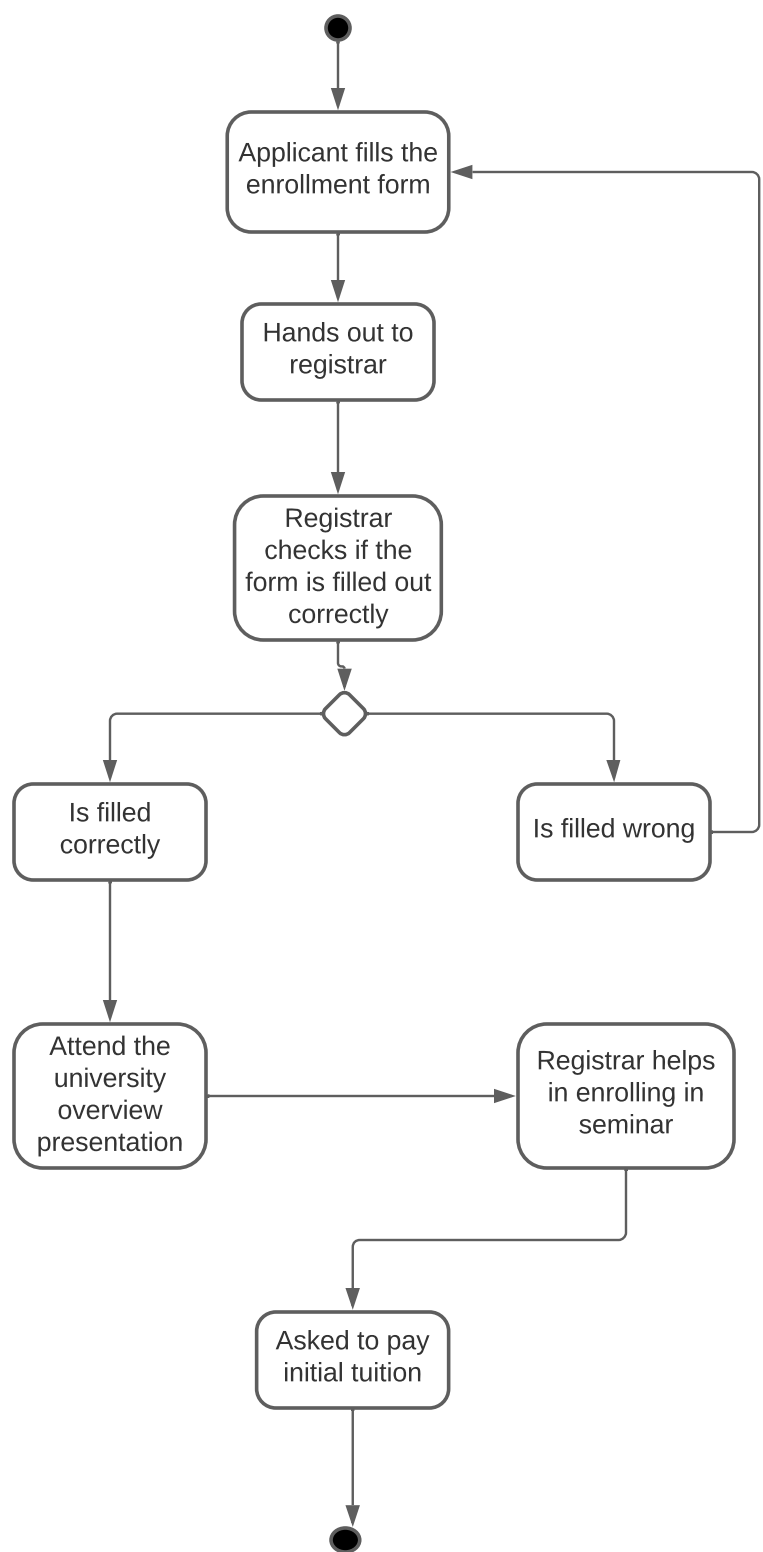 Applicant fills the
enrollment form
Hands out to
registrar
Registrar
checks if the
form is filled out
correctly
Is filled
correctly
Is filled wrong
Attend the
university
overview
presentation
Registrar helps
in enrolling in
seminar
Asked to pay
initial tuition